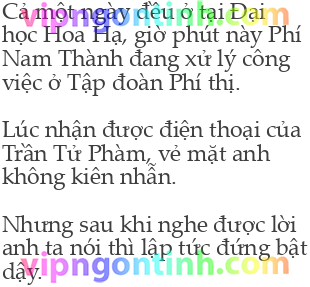 Cả một ngày đều ở tại Đại
học Hoa Hạ, giờ phút này Phí
Nam Thành đang xử lý công
việc ở Tập đoàn Phí thị.
Lúc nhận được điện thoại của
Trần Tử Phàm, vẻ mặt anh
không kiên nhẫn.
Nhưng sau khi nghe được lời
anh ta nói thì lập tức đứng bật
dậy.
vipngontinh.com
vipngontinh.com